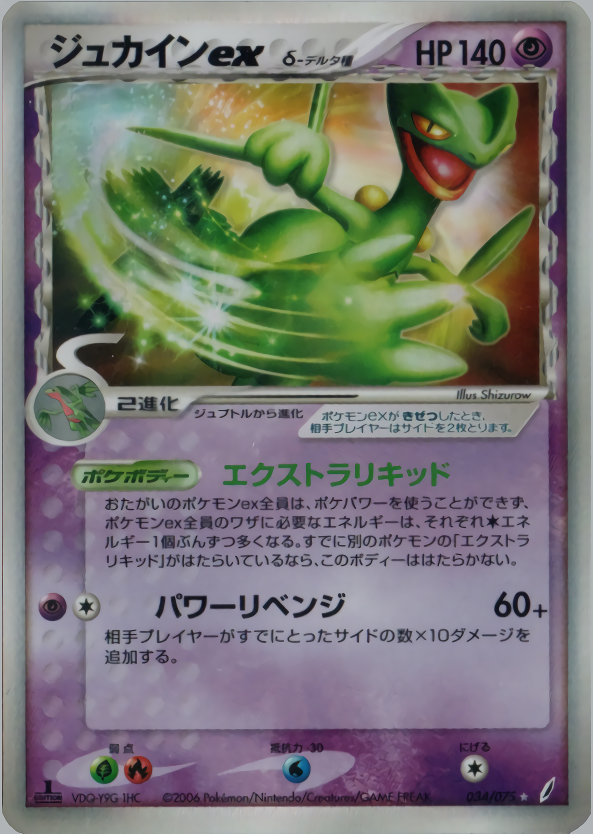 ジュカインex δ-デルタ種 HP140
Illus Shizurow
2進化 ジュプトルから進化
ポケモンexが きぜつしたとき、
相手プレイヤーはサイドを2枚とります。
ポケボディー エクストラリキッド
おたがいのポケモンex全員は、ポケパワーを使うことができず、
ポケモンex全員のワザに必要なエネルギーは、それぞれ★エネ
ルギー1個ぶんずつ多くなる。すでに別のポケモンの「エクスト
ラリキッド」がはたらいているなら、このボディーははたらかない。
パワーリベンジ 60+
相手プレイヤーがすでにとったサイドの数×10ダメージを
追加する。
弱点 抵抗力 -30 にげる
1
EDITION
VDQ-Y9G 1HC ©2006 Pokémon/Nintendo/Creatures/GAME FREAK 034/075 ★